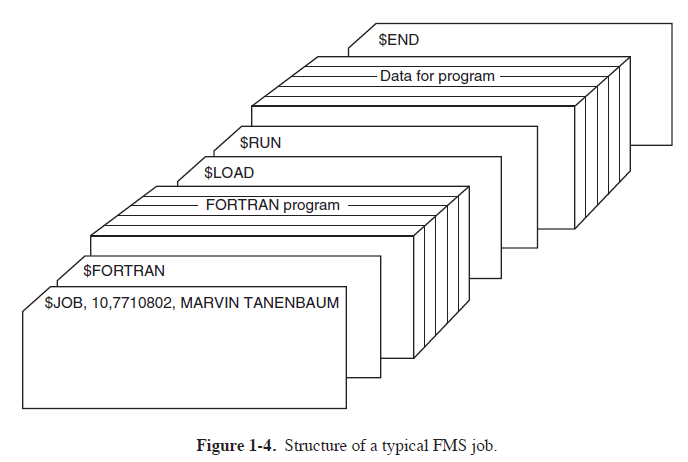 $END
Data for program
$RUN
$LOAD
FORTRAN program
$FORTRAN
$JOB, 10,7710802, MARVIN TANENBAUM
Figure 1-4. Structure of a typical FMS job.